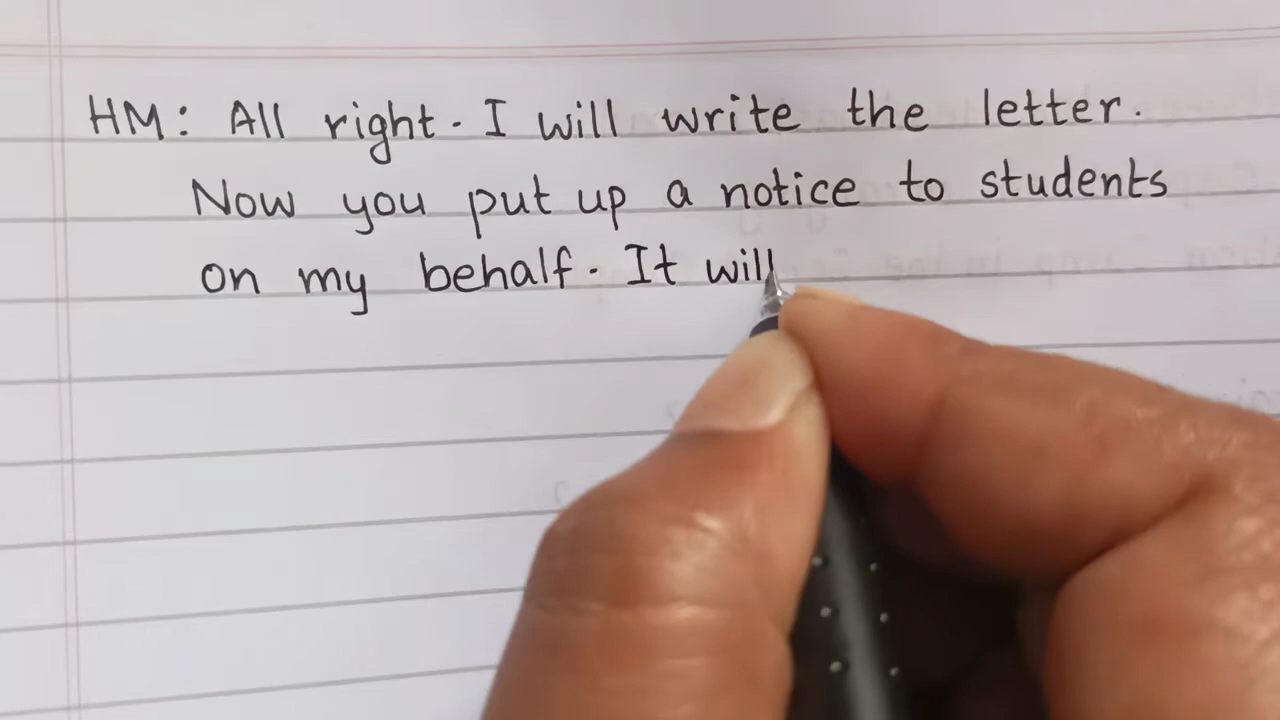 HM: All right. I will write the letter.
Now you put up a notice to students
on my behalf. It will